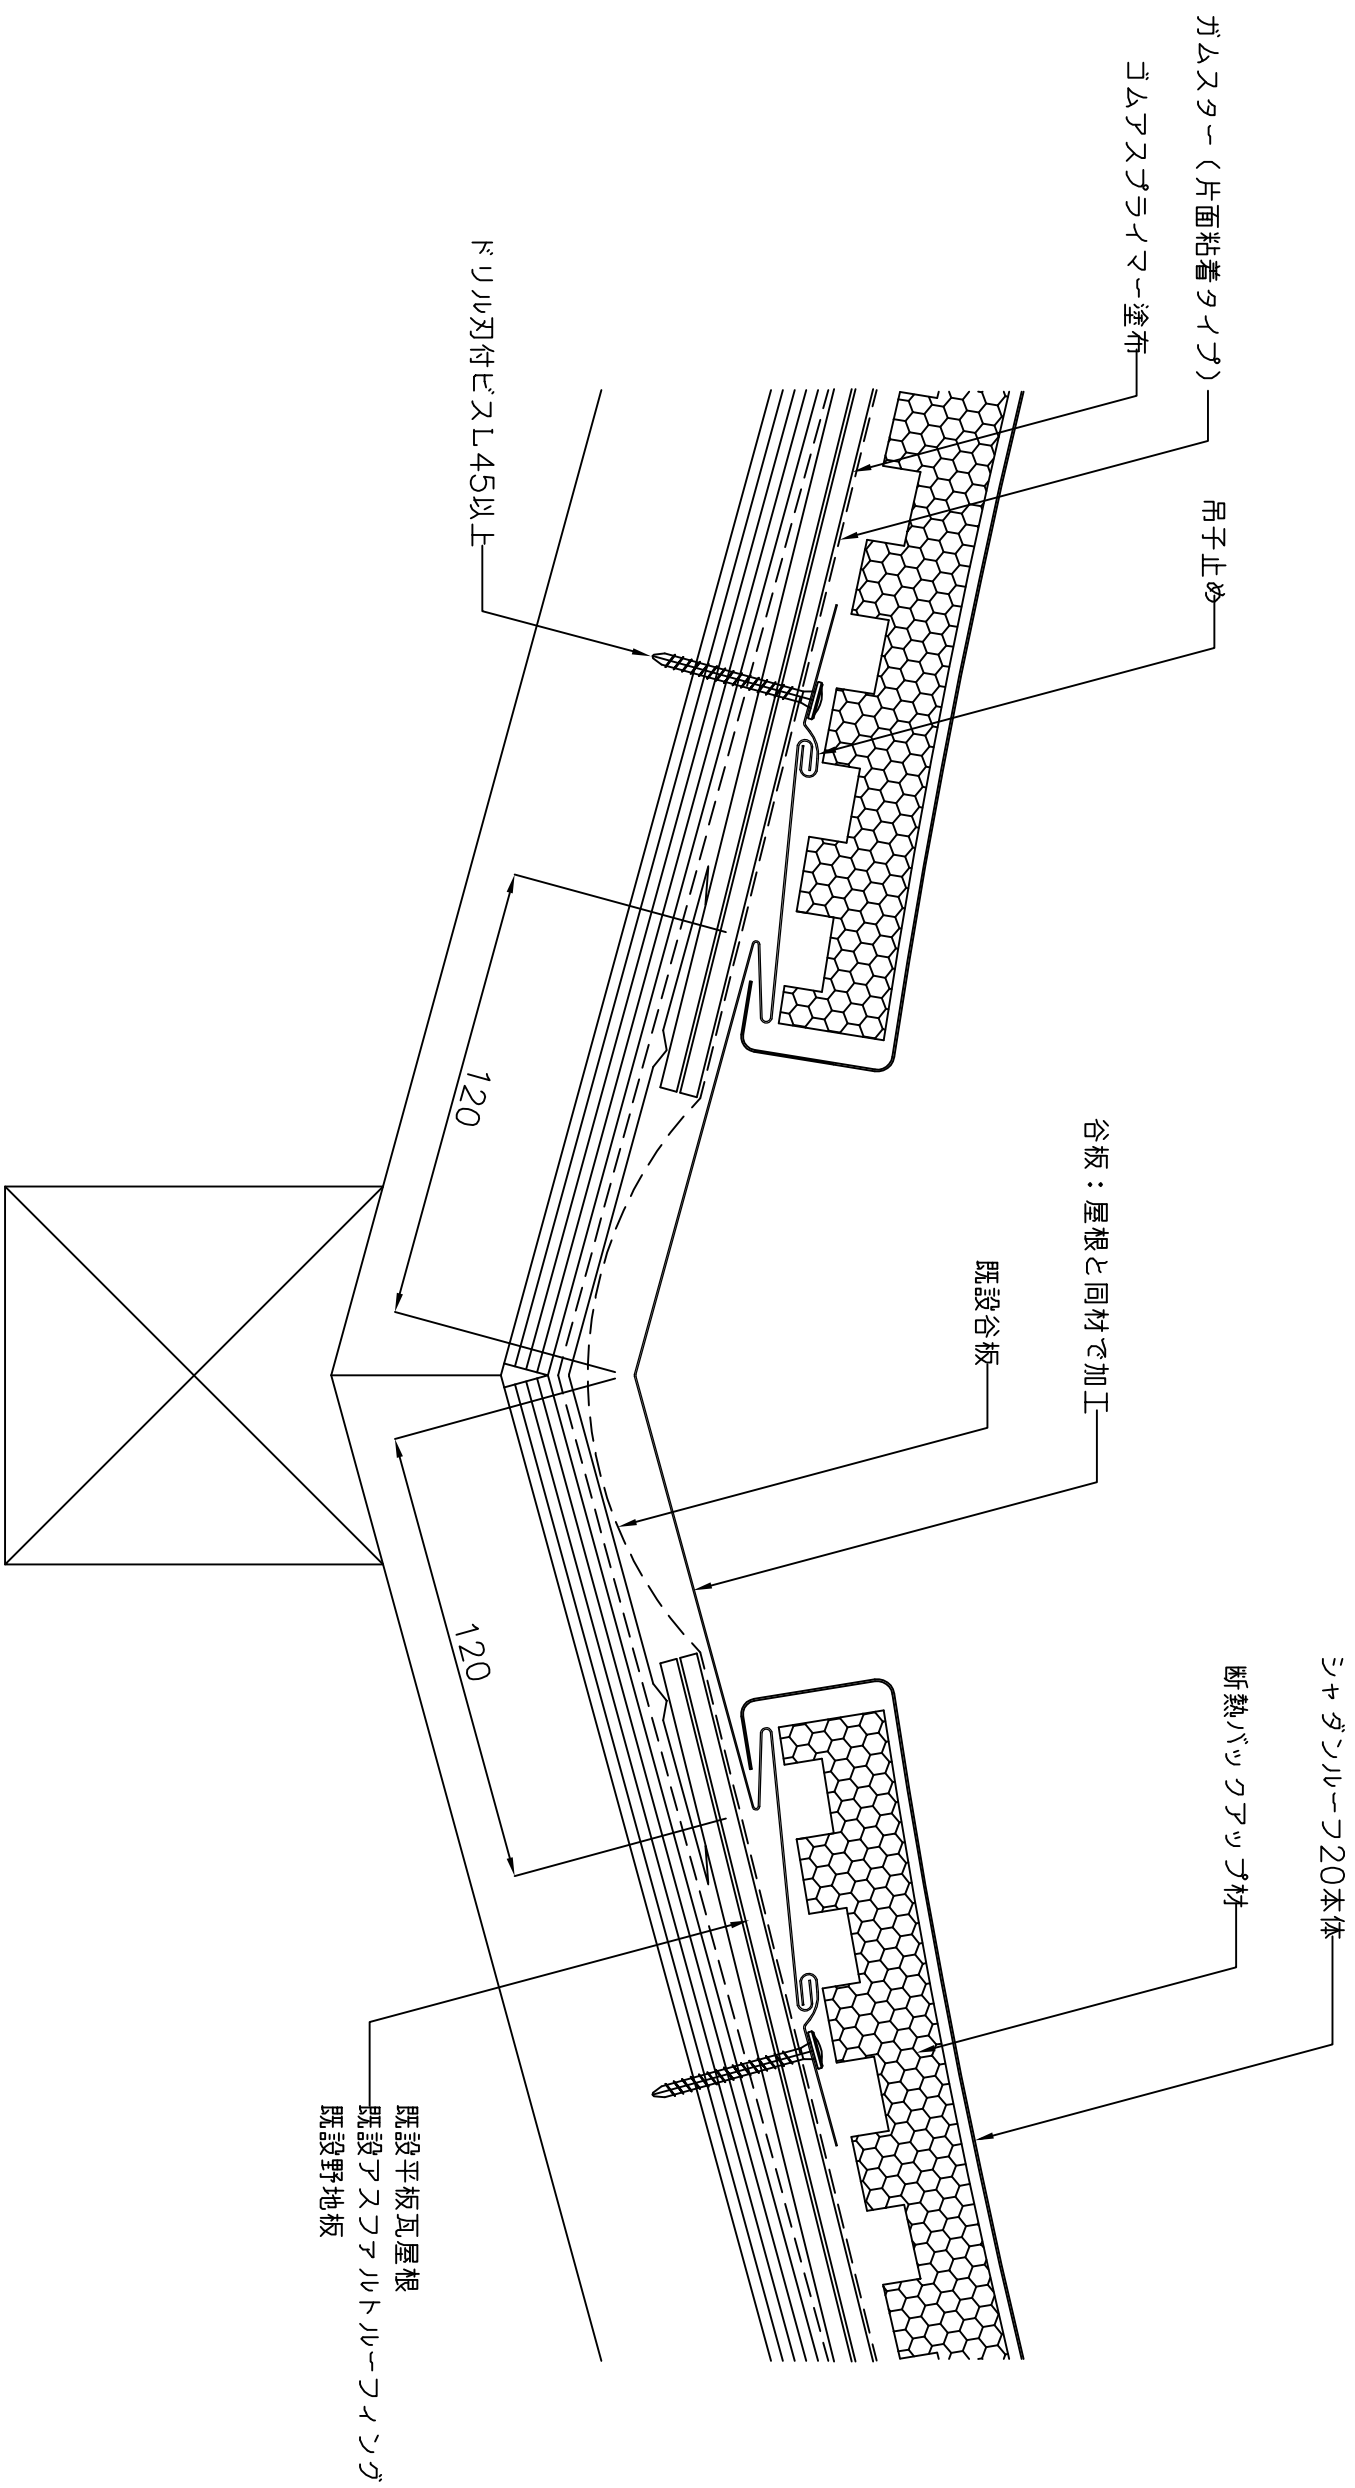 シャダンルーフ20本体
断熱バックアップ材
吊子止め
ガムスター（片面粘着タイプ）
ゴムアスプライマー塗布
谷板：屋根と同材で加工
既設谷板
ドリル刃付ビスL45以上
120
120
既設平板瓦屋根
既設アスファルトルーフィング
既設野地板